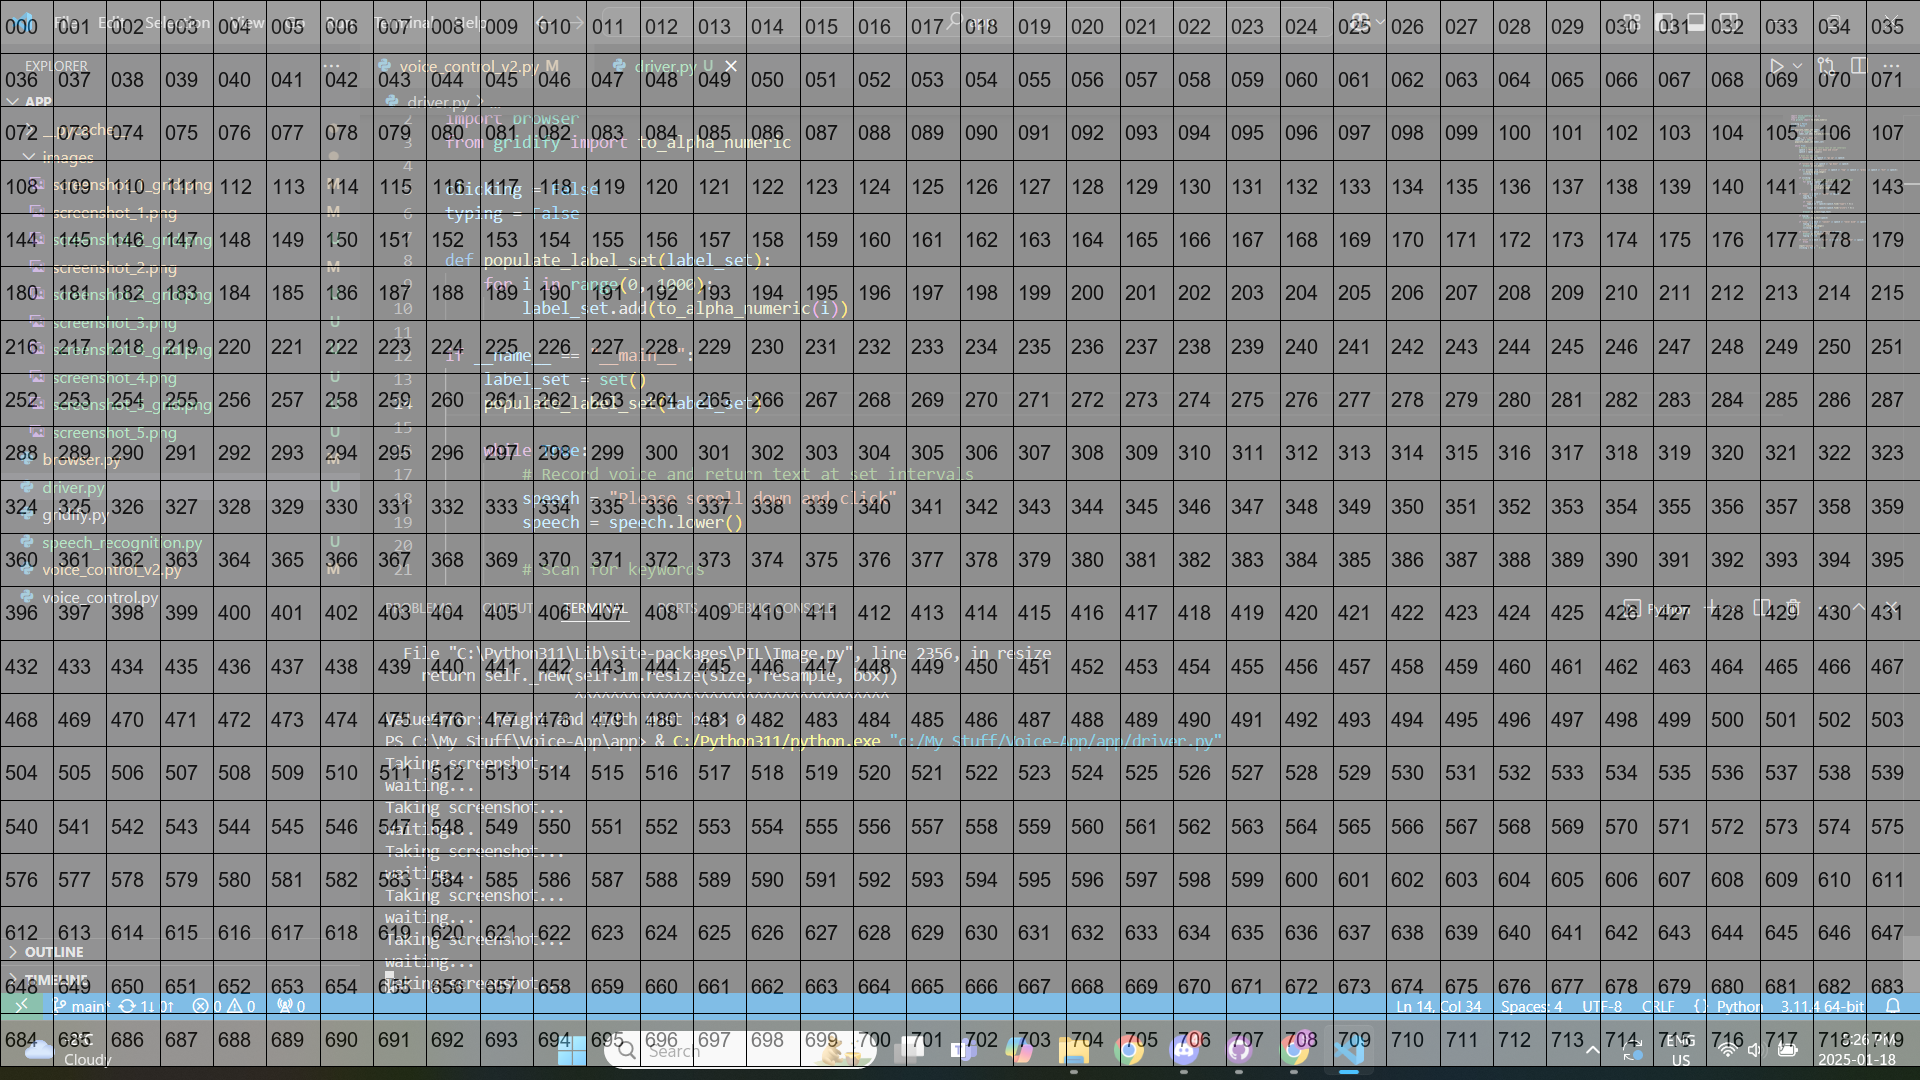 000 001 002 003 004 005 006 007 008 009 010 011 012 013 014 015 016 017 018 019 020 021 022 023 024 025 026 027 028 029 030 031 032 033 034 035
File Edit Selection View Go Run Terminal Help
EXPLORER
voice_control_v2.py M
driver.py U
036 037 038 039 040 041 042 043 044 045 046 047 048 049 050 051 052 053 054 055 056 057 058 059 060 061 062 063 064 065 066 067 068 069 070 071
APP
driver.py > ...
2 import browser
__pycache__
072 073 074 075 076 077 078 079 080 081 082 083 084 085 086 087 088 089 090 091 092 093 094 095 096 097 098 099 100 101 102 103 104 105 106 107
3 from gridify import to_alpha_numeric
images
4
screenshot_0_grid.png M
108 109 110 111 112 113 114 115 116 117 118 119 120 121 122 123 124 125 126 127 128 129 130 131 132 133 134 135 136 137 138 139 140 141 142 143
clicking = False
screenshot_1.png M
6 typing = False
144 145 146 147 148 149 150 151 152 153 154 155 156 157 158 159 160 161 162 163 164 165 166 167 168 169 170 171 172 173 174 175 176 177 178 179
8 def populate_label_set(label_set):
screenshot_2.png M
9 for i in range(0, 1000):
180 181 182 183 184 185 186 187 188 189 190 191 192 193 194 195 196 197 198 199 200 201 202 203 204 205 206 207 208 209 210 211 212 213 214 215
10 label_set.add(to_alpha_numeric(i))
screenshot_3.png U
11
216 217 218 219 220 221 222 223 224 225 226 227 228 229 230 231 232 233 234 235 236 237 238 239 240 241 242 243 244 245 246 247 248 249 250 251
12 if __name__ == "__main__":
screenshot_4.png U
13 label_set = set()
252 253 254 255 256 257 258 259 260 261 262 263 264 265 266 267 268 269 270 271 272 273 274 275 276 277 278 279 280 281 282 283 284 285 286 287
14 populate_label_set(label_set)
15
screenshot_5.png U
288 289 290 291 292 293 294 295 296 297 298 299 300 301 302 303 304 305 306 307 308 309 310 311 312 313 314 315 316 317 318 319 320 321 322 323
while True:
browser.py M
17 # Record voice and return text at set intervals
driver.py U
18 speech = "Please scroll down and click"
324 325 326 327 328 329 330 331 332 333 334 335 336 337 338 339 340 341 342 343 344 345 346 347 348 349 350 351 352 353 354 355 356 357 358 359
gridify.py
19 speech = speech.lower()
speech_recognition.py U
20
360 361 362 363 364 365 366 367 368 369 370 371 372 373 374 375 376 377 378 379 380 381 382 383 384 385 386 387 388 389 390 391 392 393 394 395
voice_control_v2.py M
21 # Scan for keywords
voice_control.py
PROBLEMS OUTPUT TERMINAL PORTS DEBUG CONSOLE
Python
396 397 398 399 400 401 402 403 404 405 406 407 408 409 410 411 412 413 414 415 416 417 418 419 420 421 422 423 424 425 426 427 428 429 430 431
File "C:\Python311\Lib\site-packages\PIL\Image.py", line 2356, in resize
432 433 434 435 436 437 438 439 440 441 442 443 444 445 446 447 448 449 450 451 452 453 454 455 456 457 458 459 460 461 462 463 464 465 466 467
return self._new(self.im.resize(size, resample, box))
^^^^^^^^^^^^^^^^^^^^^^^^^^^^^^^^^
468 469 470 471 472 473 474 475 476 477 478 479 480 481 482 483 484 485 486 487 488 489 490 491 492 493 494 495 496 497 498 499 500 501 502 503
ValueError: height and width must be > 0
PS C:\My Stuff\Voice-App\app> & C:/Python311/python.exe "c:/My Stuff/Voice-App/app/driver.py"
Taking screenshot...
504 505 506 507 508 509 510 511 512 513 514 515 516 517 518 519 520 521 522 523 524 525 526 527 528 529 530 531 532 533 534 535 536 537 538 539
waiting...
Taking screenshot...
540 541 542 543 544 545 546 547 548 549 550 551 552 553 554 555 556 557 558 559 560 561 562 563 564 565 566 567 568 569 570 571 572 573 574 575
waiting...
Taking screenshot...
waiting...
576 577 578 579 580 581 582 583 584 585 586 587 588 589 590 591 592 593 594 595 596 597 598 599 600 601 602 603 604 605 606 607 608 609 610 611
Taking screenshot...
waiting...
612 613 614 615 616 617 618 619 620 621 622 623 624 625 626 627 628 629 630 631 632 633 634 635 636 637 638 639 640 641 642 643 644 645 646 647
Taking screenshot...
OUTLINE
waiting...
TIMELINE
Taking screenshot...
648 649 650 651 652 653 654 655 656 657 658 659 660 661 662 663 664 665 666 667 668 669 670 671 672 673 674 675 676 677 678 679 680 681 682 683
main* 1↓ 0↑ 0 0 0
Ln 14, Col 34 Spaces: 4 UTF-8 CRLF {} Python 3.11.4 64-bit
684 685 686 687 688 689 690 691 692 693 694 695 696 697 698 699 700 701 702 703 704 705 706 707 708 709 710 711 712 713 714 715 716 717 718 719
Cloudy
Search
ENG
US
8:26 PM
2025-01-18